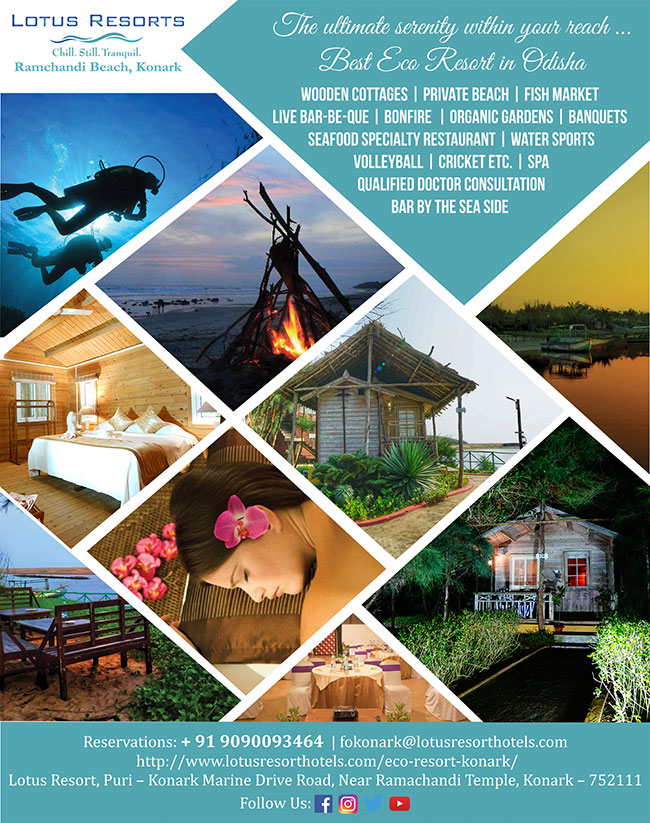 LOTUS RESORTS
Chill. Still. Tranquil.
Ramchandi Beach, Konark
The ultimate serenity within your reach ...
Best Eco Resort in Odisha
WOODEN COTTAGES | PRIVATE BEACH | FISH MARKET
LIVE BAR-BE-QUE | BONFIRE | ORGANIC GARDENS | BANQUETS
SEAFOOD SPECIALTY RESTAURANT | WATER SPORTS
VOLLEYBALL | CRICKET ETC. | SPA
QUALIFIED DOCTOR CONSULTATION
BAR BY THE SEA SIDE
Reservations: + 91 9090093464 | fokonark@lotusresorthotels.com
http://www.lotusresorthotels.com/eco-resort-konark/
Lotus Resort, Puri – Konark Marine Drive Road, Near Ramachandi Temple, Konark – 752111
Follow Us: